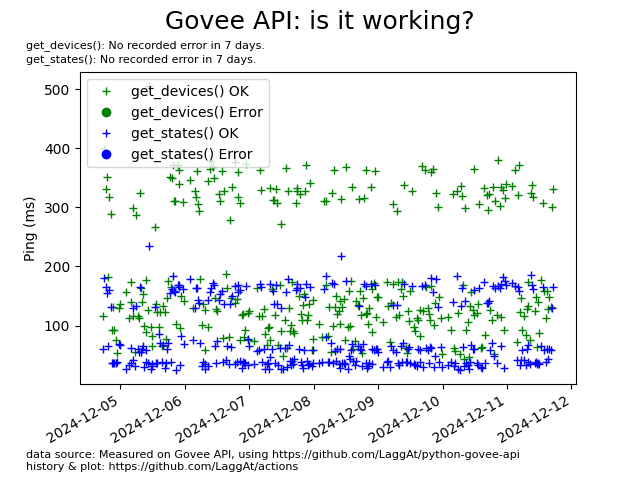 Govee API: is it working?
get_devices(): No recorded error in 7 days.
get_states(): No recorded error in 7 days.
get_devices() OK
get_devices() Error
get_states() OK
get_states() Error
500
400
300
200
100
Ping (ms)
2024-12-05
2024-12-06
2024-12-07
2024-12-08
2024-12-09
2024-12-10
2024-12-11
2024-12-12
data source: Measured on Govee API, using https://github.com/LaggAt/python-govee-api
history & plot: https://github.com/LaggAt/actions